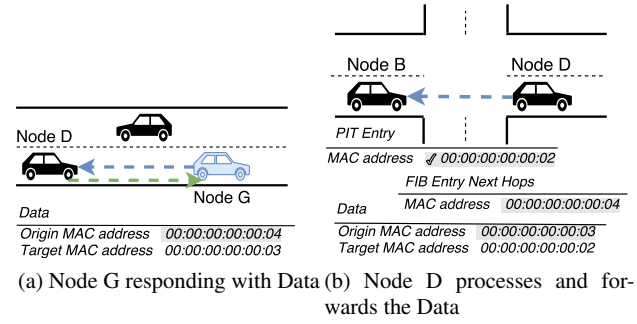 Node D
Node G
Data
Origin MAC address 00:00:00:00:00:04
Target MAC address 00:00:00:00:00:03
(a) Node G responding with Data
Node B Node D
PIT Entry
MAC address ✓ 00:00:00:00:00:02
FIB Entry Next Hops
MAC address 00:00:00:00:00:04
Data
Origin MAC address 00:00:00:00:00:03
Target MAC address 00:00:00:00:00:02
(b) Node D processes and for-
wards the Data